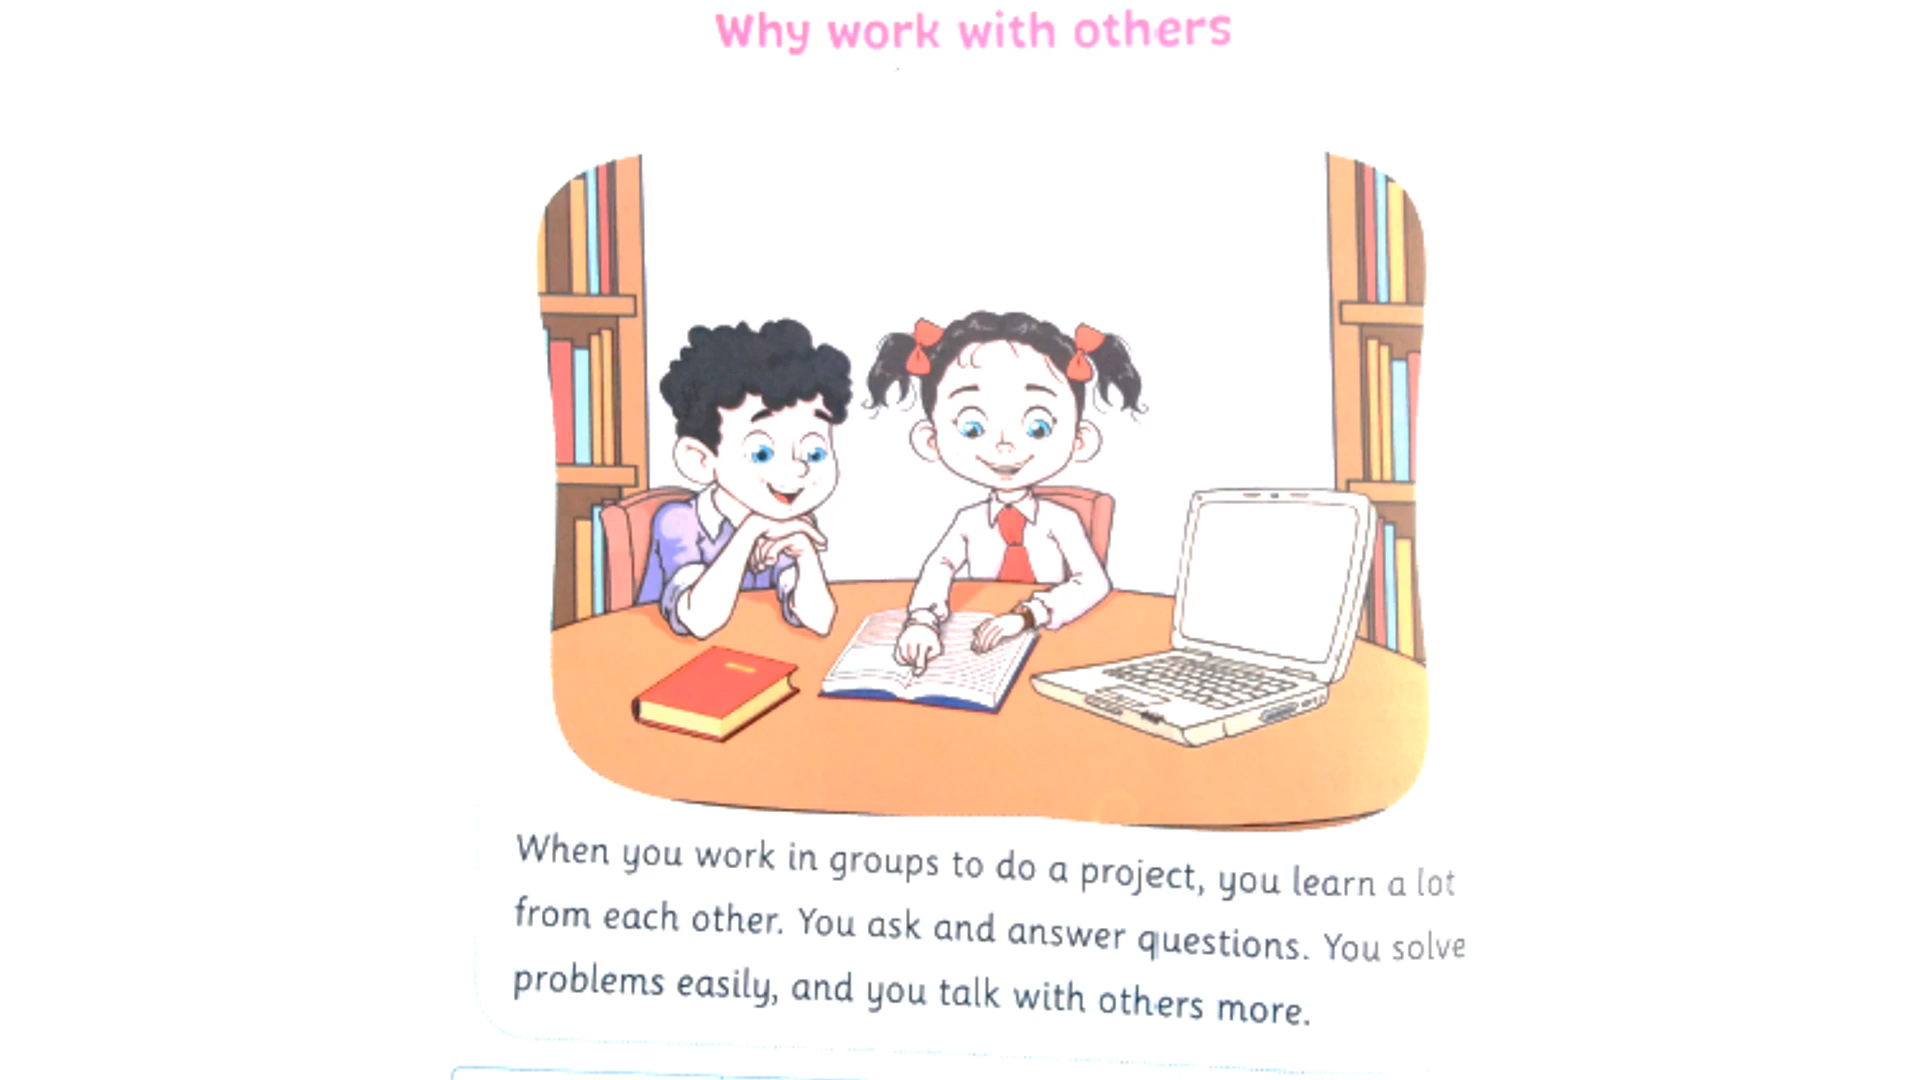 Why work with others
When you work in groups to do a project, you learn a lot
from each other. You ask and answer questions. You solve
problems easily, and you talk with others more.